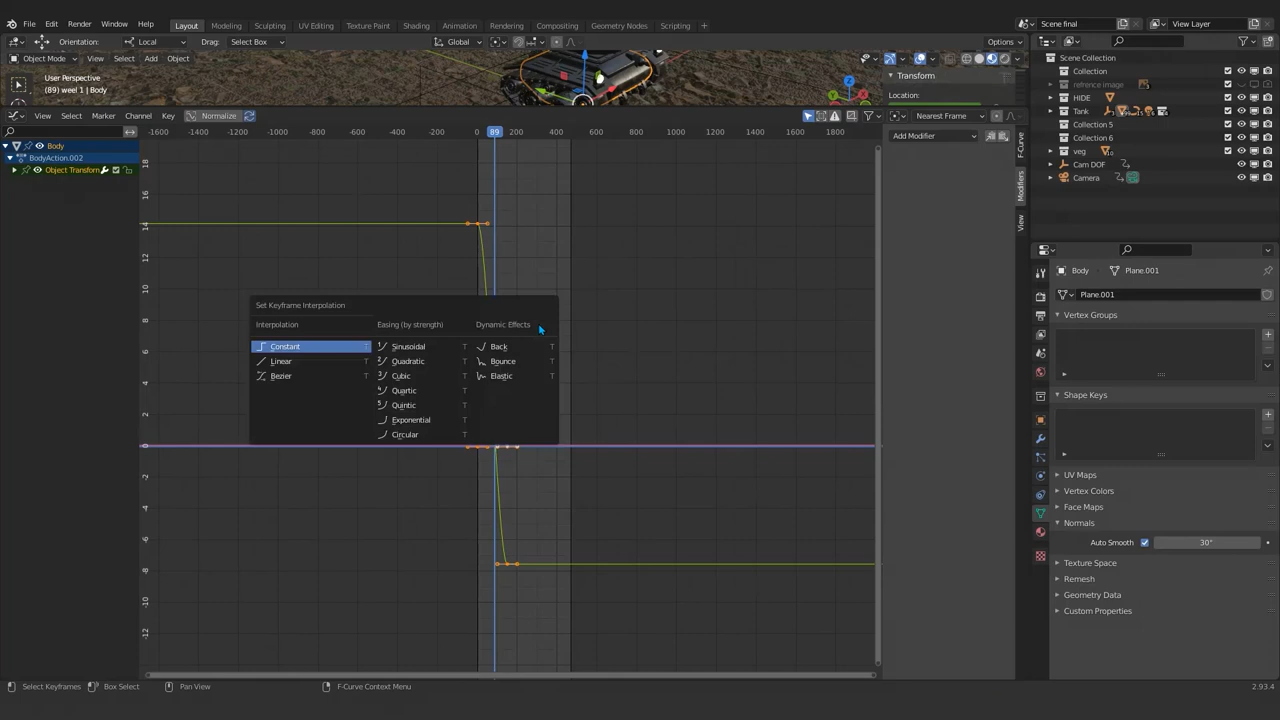 File Edit Render Window Help Layout Modeling Sculpting UV Editing Texture Paint Shading Animation Rendering Compositing Geometry Nodes Scripting Scene final View Layer
Orientation: Local Drag: Select Box Global Options
Object Mode View Select Add Object
User Perspective
(89) weel 1 | Body
Transform
Location:
View Select Marker Channel Key Normalize Nearest Frame
-1600 -1400 -1200 -1000 -800 -600 -400 -200 89 200 400 600 800 1000 1200 1400 1600 1800
Body
BodyAction.002
Object Transform
Add Modifier
F-Curve
Modifiers
View
18
16
14
12
10
8
6
4
2
0
-2
-4
-6
-8
-10
-12
-14
Set Keyframe Interpolation
Interpolation Easing (by strength) Dynamic Effects
Constant T Sinusoidal T Back T
Linear T Quadratic T Bounce T
Bezier T Cubic T Elastic T
Quartic T
Quintic T
Exponential T
Circular T
Scene Collection
Collection
refrence image
HIDE
Tank
Collection 5
Collection 6
veg
Cam DOF
Camera
Body Plane.001
Plane.001
Vertex Groups
Shape Keys
UV Maps
Vertex Colors
Face Maps
Normals
Auto Smooth 30°
Texture Space
Remesh
Geometry Data
Custom Properties
Select Keyframes Box Select Pan View F-Curve Context Menu 2.93.4